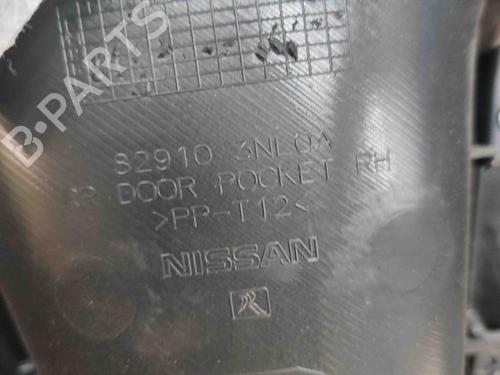 B-PARTS
82910 3NL0A
RR DOOR POCKET RH
>PP-T12<
NISSAN